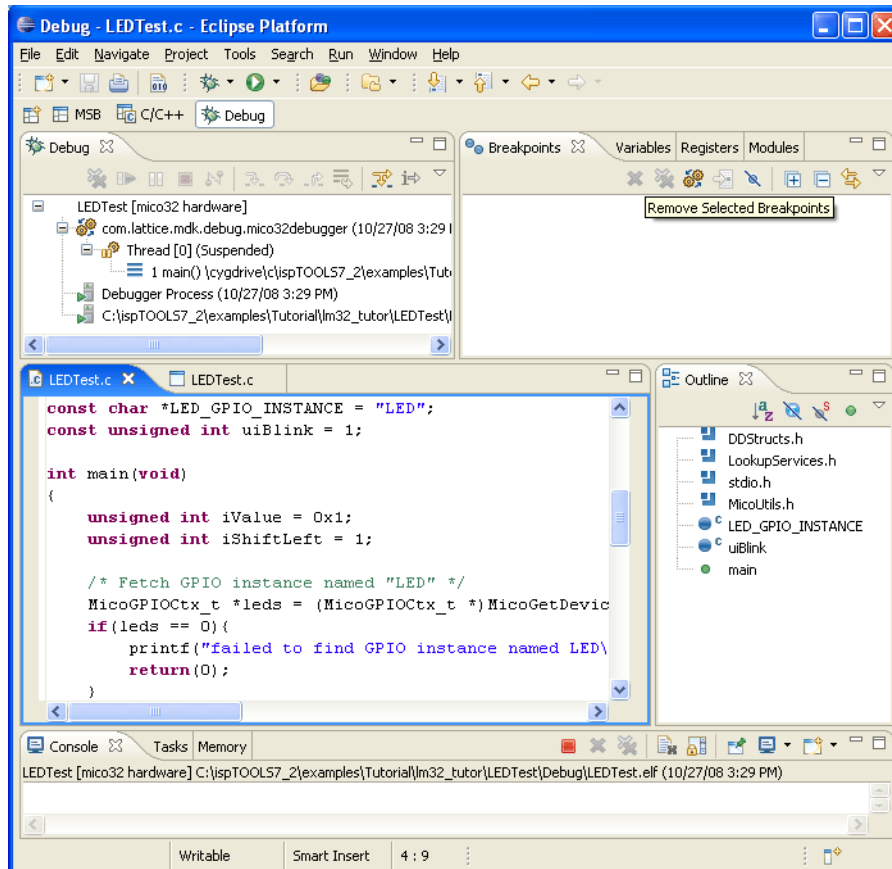 Debug - LEDTest.c - Eclipse Platform
File Edit Navigate Project Tools Search Run Window Help
010
MSB C/C++ Debug
Debug
Breakpoints Variables Registers Modules
Remove Selected Breakpoints
LEDTest [mico32 hardware]
com.lattice.mdk.debug.mico32debugger (10/27/08 3:29
Thread [0] (Suspended)
1 main() \cygdrive\c\ispTOOLS7_2\examples\Tut
Debugger Process (10/27/08 3:29 PM)
C:\ispTOOLS7_2\examples\Tutorial\lm32_tutor\LEDTest\
LEDTest.c LEDTest.c
const char *LED_GPIO_INSTANCE = "LED";
const unsigned int uiBlink = 1;
int main(void)
{
unsigned int iValue = 0x1;
unsigned int iShiftLeft = 1;
/* Fetch GPIO instance named "LED" */
MicoGPIOCtx_t *leds = (MicoGPIOCtx_t *)MicoGetDevic
if(leds == 0){
printf("failed to find GPIO instance named LED\
return(0);
}
Outline
DDStructs.h
LookupServices.h
stdio.h
MicoUtils.h
LED_GPIO_INSTANCE
uiBlink
main
Console Tasks Memory
LEDTest [mico32 hardware] C:\ispTOOLS7_2\examples\Tutorial\lm32_tutor\LEDTest\Debug\LEDTest.elf (10/27/08 3:29 PM)
Writable Smart Insert 4 : 9